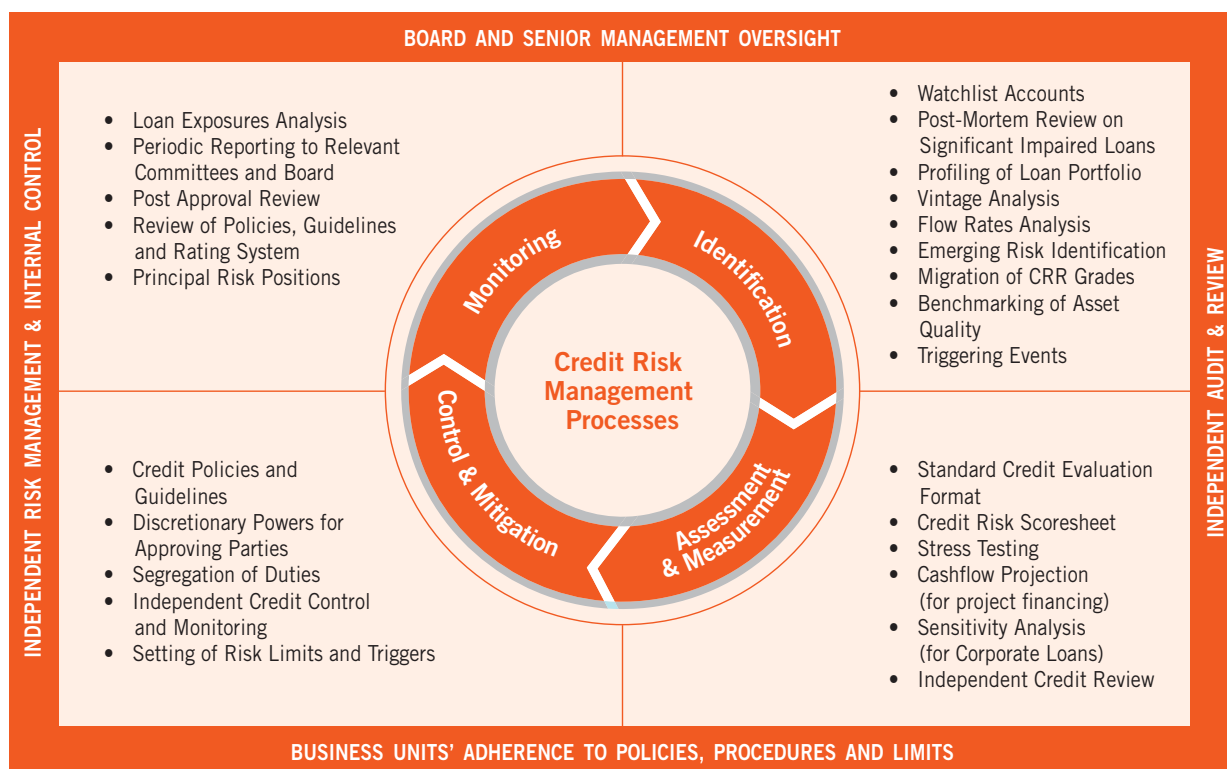 BOARD AND SENIOR MANAGEMENT OVERSIGHT
INDEPENDENT RISK MANAGEMENT & INTERNAL CONTROL
• Loan Exposures Analysis
• Periodic Reporting to Relevant
Committees and Board
• Post Approval Review
• Review of Policies, Guidelines
and Rating System
• Principal Risk Positions
• Watchlist Accounts
• Post-Mortem Review on
Significant Impaired Loans
• Profiling of Loan Portfolio
• Vintage Analysis
• Flow Rates Analysis
• Emerging Risk Identification
• Migration of CRR Grades
• Benchmarking of Asset
Quality
• Triggering Events
Monitoring
Identification
Credit Risk
Management
Processes
Control & Mitigation
Assessment
& Measurement
• Credit Policies and
Guidelines
• Discretionary Powers for
Approving Parties
• Segregation of Duties
• Independent Credit Control
and Monitoring
• Setting of Risk Limits and Triggers
• Standard Credit Evaluation
Format
• Credit Risk Scoresheet
• Stress Testing
• Cashflow Projection
(for project financing)
• Sensitivity Analysis
(for Corporate Loans)
• Independent Credit Review
INDEPENDENT AUDIT & REVIEW
BUSINESS UNITS’ ADHERENCE TO POLICIES, PROCEDURES AND LIMITS